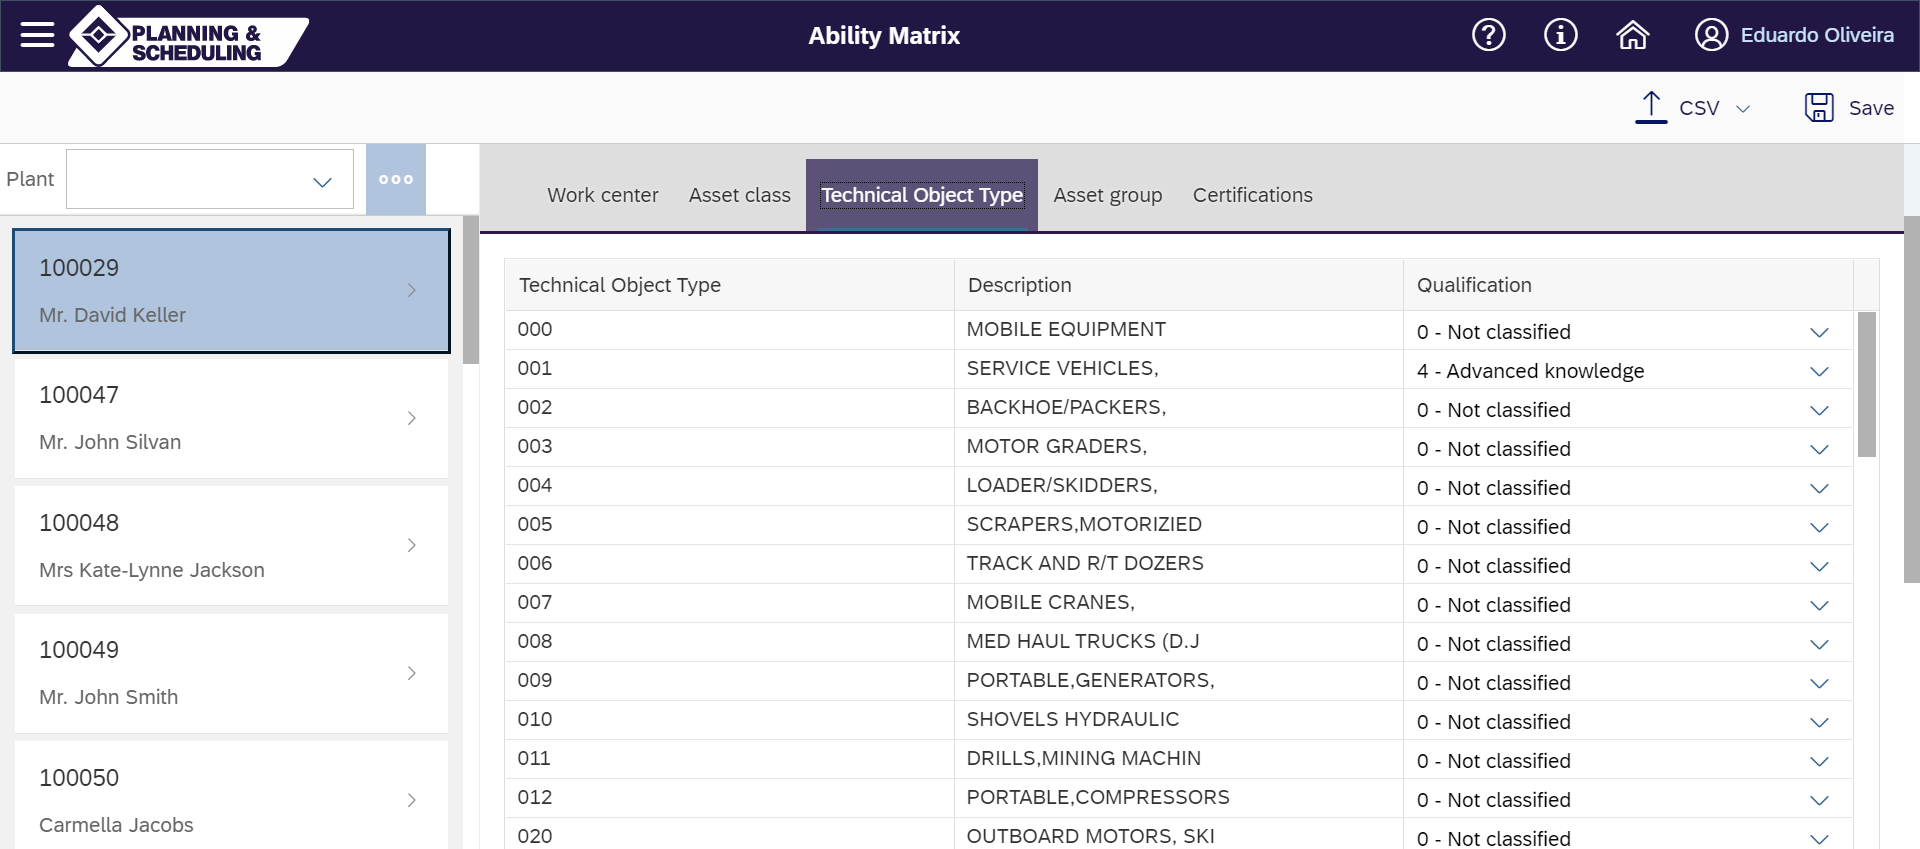 PLANNING &
SCHEDULING
Ability Matrix
Eduardo Oliveira
CSV
Save
Plant
Work center
Asset class
Technical Object Type
Asset group
Certifications
100029
Mr. David Keller
100047
Mr. John Silvan
100048
Mrs Kate-Lynne Jackson
100049
Mr. John Smith
100050
Carmella Jacobs
Technical Object Type Description Qualification
000 MOBILE EQUIPMENT 0 - Not classified
001 SERVICE VEHICLES, 4 - Advanced knowledge
002 BACKHOE/PACKERS, 0 - Not classified
003 MOTOR GRADERS, 0 - Not classified
004 LOADER/SKIDDERS, 0 - Not classified
005 SCRAPERS,MOTORIZIED 0 - Not classified
006 TRACK AND R/T DOZERS 0 - Not classified
007 MOBILE CRANES, 0 - Not classified
008 MED HAUL TRUCKS (D.J 0 - Not classified
009 PORTABLE,GENERATORS, 0 - Not classified
010 SHOVELS HYDRAULIC 0 - Not classified
011 DRILLS,MINING MACHIN 0 - Not classified
012 PORTABLE,COMPRESSORS 0 - Not classified
020 OUTBOARD MOTORS, SKI 0 - Not classified